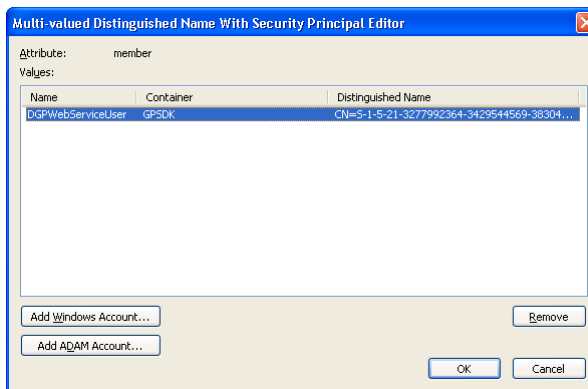 Multi-valued Distinguished Name With Security Principal Editor
Attribute: member
Values:
Name Container Distinguished Name
DGPWebServiceUser GPSDK CN=S-1-5-21-3277992364-3429544569-38304...
Add Windows Account... Remove
Add ADAM Account...
OK Cancel